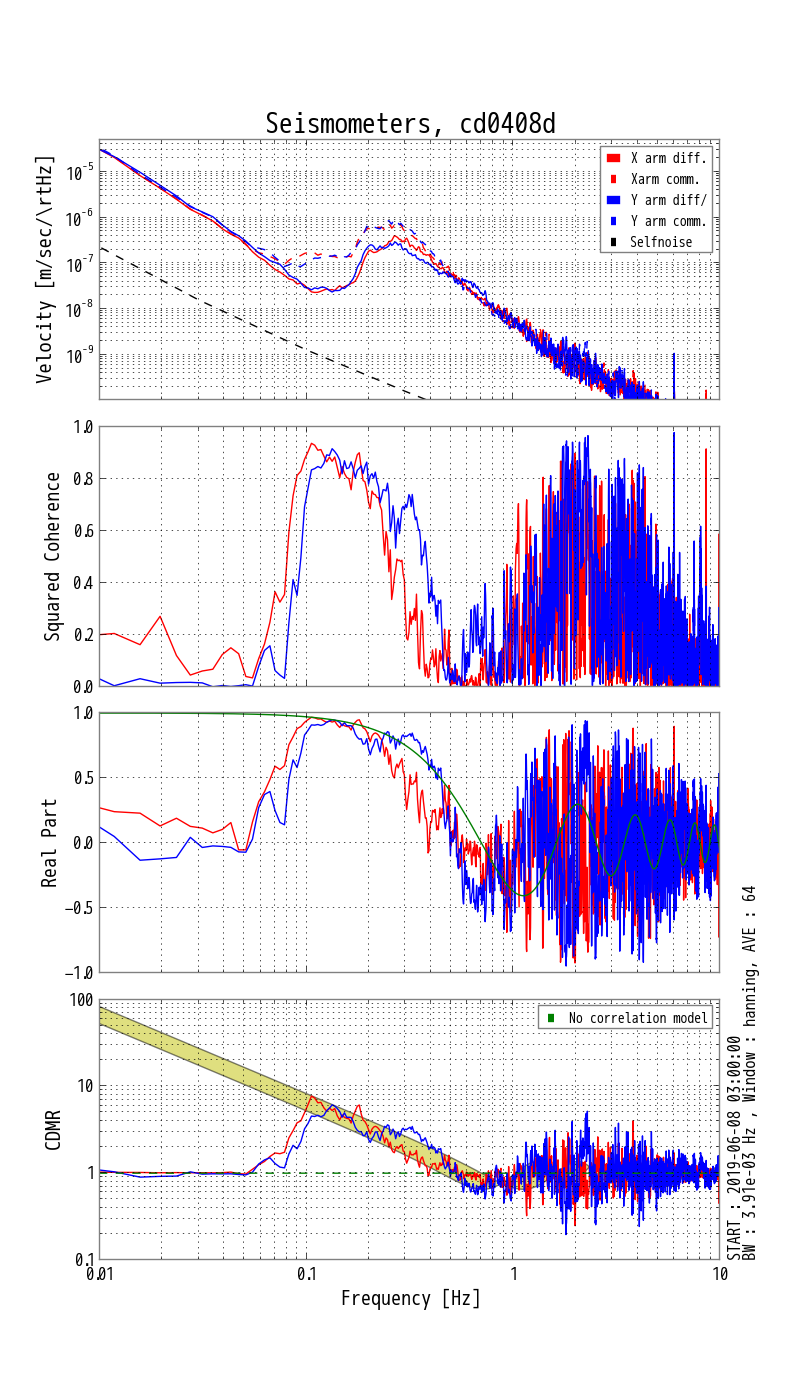 Seismometers, cd0408d
Velocity [m/sec/\rtHz]
10^-5
10^-6
10^-7
10^-8
10^-9
X arm diff.
Xarm comm.
Y arm diff/
Y arm comm.
Selfnoise
Squared Coherence
1.0
0.8
0.6
0.4
0.2
0.0
Real Part
1.0
0.5
0.0
−0.5
−1.0
CDMR
100
10
1
0.1
No correlation model
0.01 0.1 1 10
Frequency [Hz]
START : 2019-06-08 03:00:00
BW : 3.91e-03 Hz , Window : hanning, AVE : 64